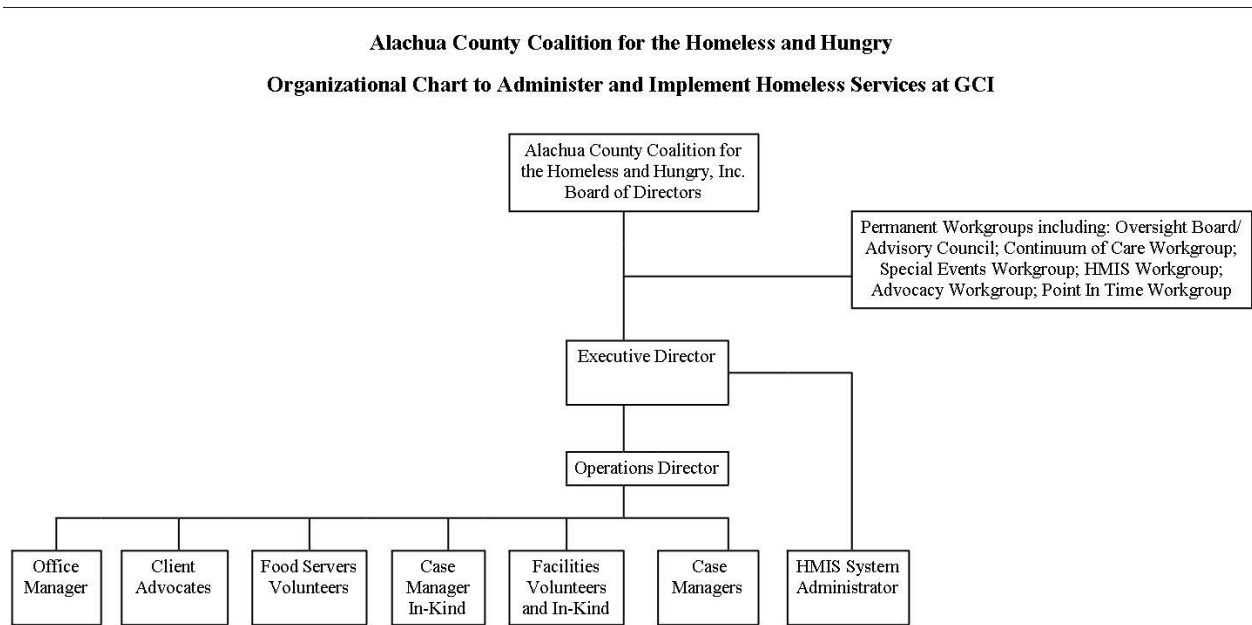 Alachua County Coalition for the Homeless and Hungry
Organizational Chart to Administer and Implement Homeless Services at GCI
Alachua County Coalition for
the Homeless and Hungry, Inc.
Board of Directors
Permanent Workgroups including: Oversight Board/
Advisory Council; Continuum of Care Workgroup;
Special Events Workgroup; HMIS Workgroup;
Advocacy Workgroup; Point In Time Workgroup
Executive Director
Operations Director
Office
Manager
Client
Advocates
Food Servers
Volunteers
Case
Manager
In-Kind
Facilities
Volunteers
and In-Kind
Case
Managers
HMIS System
Administrator